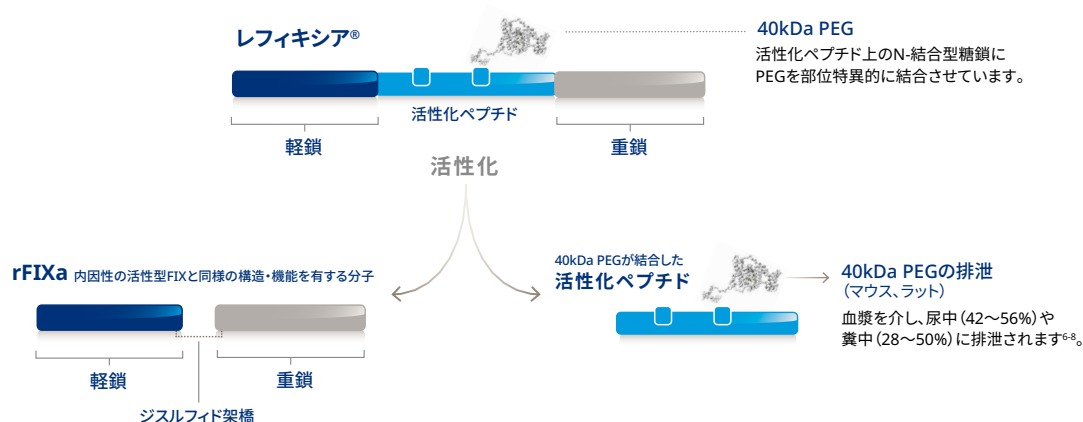 レフィキシア®
40kDa PEG
活性化ペプチド上のN-結合型糖鎖に
PEGを部位特異的に結合させています。
活性化ペプチド
軽鎖
重鎖
活性化
rFIXa 内因性の活性型FIXと同様の構造・機能を有する分子
軽鎖
重鎖
ジスルフィド架橋
40kDa PEGが結合した
活性化ペプチド
40kDa PEGの排泄
(マウス、ラット)
血漿を介し、尿中(42～56%)や
糞中(28～50%)に排泄されます6-8。